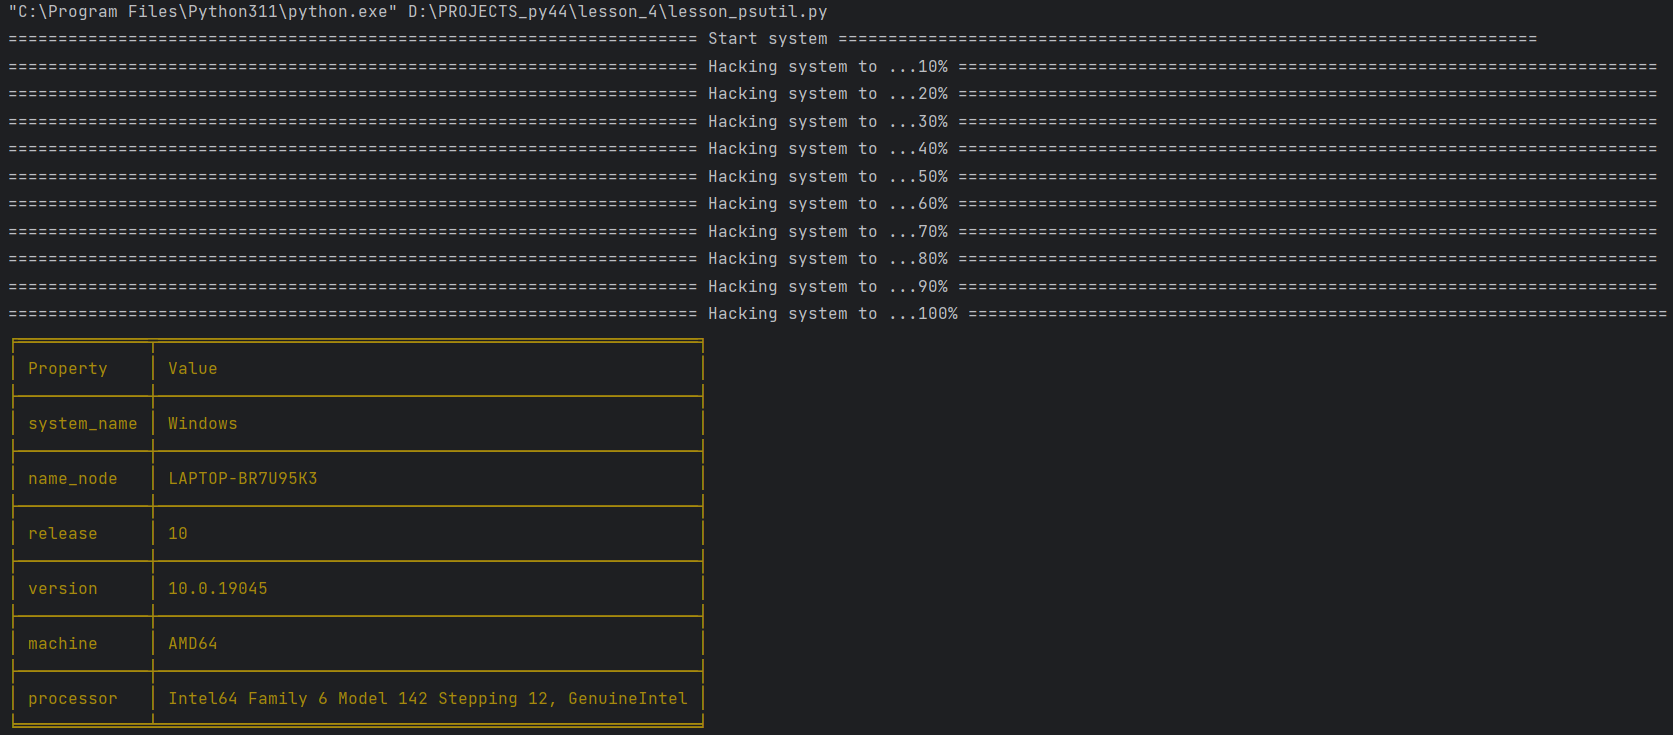 "C:\Program Files\Python311\python.exe" D:\PROJECTS_py44\lesson_4\lesson_psutil.py
===================================================================== Start system ======================================================================
===================================================================== Hacking system to ...10% ======================================================================
===================================================================== Hacking system to ...20% ======================================================================
===================================================================== Hacking system to ...30% ======================================================================
===================================================================== Hacking system to ...40% ======================================================================
===================================================================== Hacking system to ...50% ======================================================================
===================================================================== Hacking system to ...60% ======================================================================
===================================================================== Hacking system to ...70% ======================================================================
===================================================================== Hacking system to ...80% ======================================================================
===================================================================== Hacking system to ...90% ======================================================================
===================================================================== Hacking system to ...100% ======================================================================
Property Value
system_name Windows
name_node LAPTOP-BR7U95K3
release 10
version 10.0.19045
machine AMD64
processor Intel64 Family 6 Model 142 Stepping 12, GenuineIntel